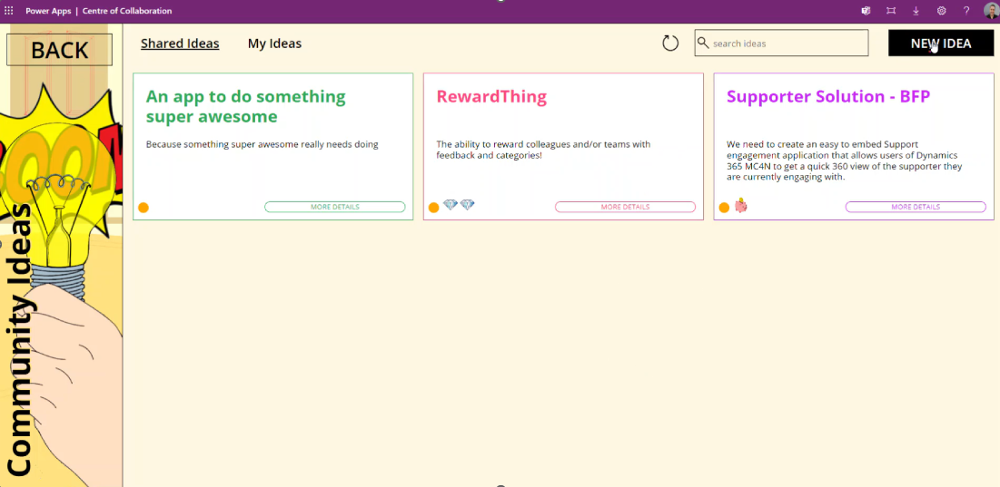 Power Apps | Centre of Collaboration
?
BACK
Shared Ideas
My Ideas
search ideas
NEW IDEA
Community Ideas
An app to do something
super awesome
Because something super awesome really needs doing
MORE DETAILS
RewardThing
The ability to reward colleagues and/or teams with
feedback and categories!
MORE DETAILS
Supporter Solution - BFP
We need to create an easy to embed Support
engagement application that allows users of Dynamics
365 MC4N to get a quick 360 view of the supporter they
are currently engaging with.
MORE DETAILS